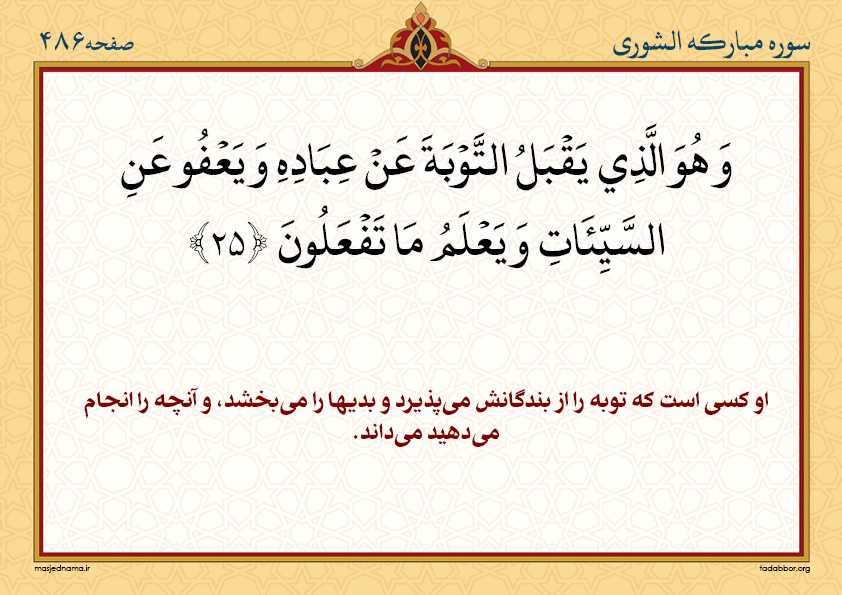 سوره مبارکه الشوری
صفحه۴۸۶
وَ هُوَ الَّذِي يَقْبَلُ التَّوْبَةَ عَنْ عِبَادِهِ وَ يَعْفُو عَنِ
السَّيِّئَاتِ وَ يَعْلَمُ مَا تَفْعَلُونَ ﴿۲۵﴾
او کسی است که توبه را از بندگانش می‌پذیرد و بدیها را می‌بخشد، و آنچه را انجام
می‌دهید می‌داند.
masjednama.ir
tadabbor.org